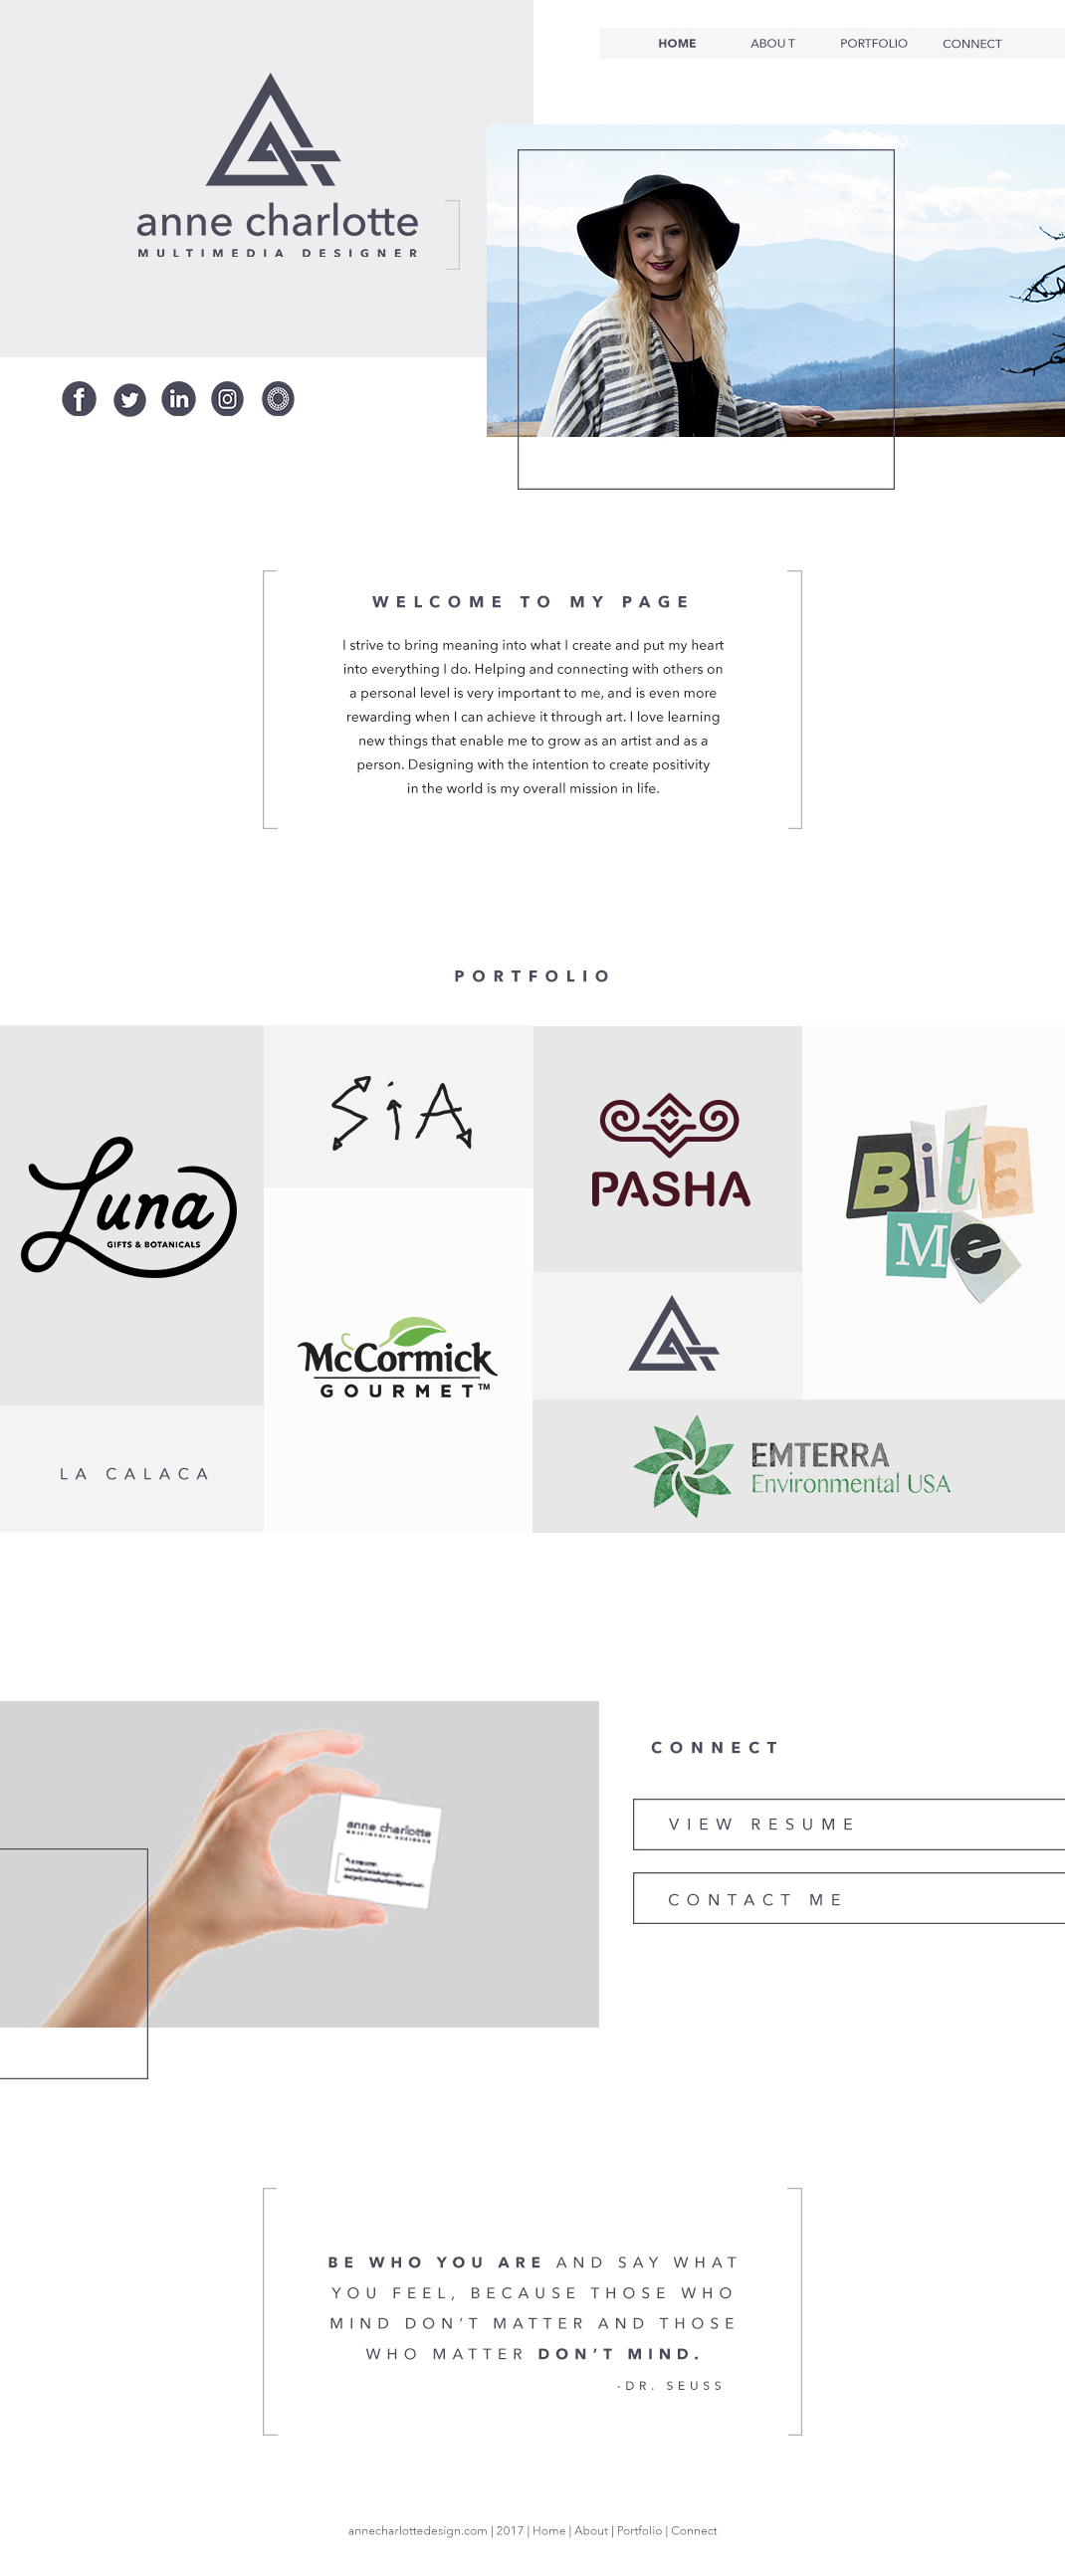 HOME ABOUT PORTFOLIO CONNECT
anne charlotte
MULTIMEDIA DESIGNER
WELCOME TO MY PAGE
I strive to bring meaning into what I create and put my heart
into everything I do. Helping and connecting with others on
a personal level is very important to me, and is even more
rewarding when I can achieve it through art. I love learning
new things that enable me to grow as an artist and as a
person. Designing with the intention to create positivity
in the world is my overall mission in life.
PORTFOLIO
Luna
GIFTS & BOTANICALS
SiA
PASHA
BitE
Me
McCormick
GOURMET™
LA CALACA
EMTERRA
Environmental USA
anne charlotte
MULTIMEDIA DESIGNER
CONNECT
VIEW RESUME
CONTACT ME
BE WHO YOU ARE AND SAY WHAT
YOU FEEL, BECAUSE THOSE WHO
MIND DON'T MATTER AND THOSE
WHO MATTER DON'T MIND.
-DR. SEUSS
annecharlottedesign.com | 2017 | Home | About | Portfolio | Connect